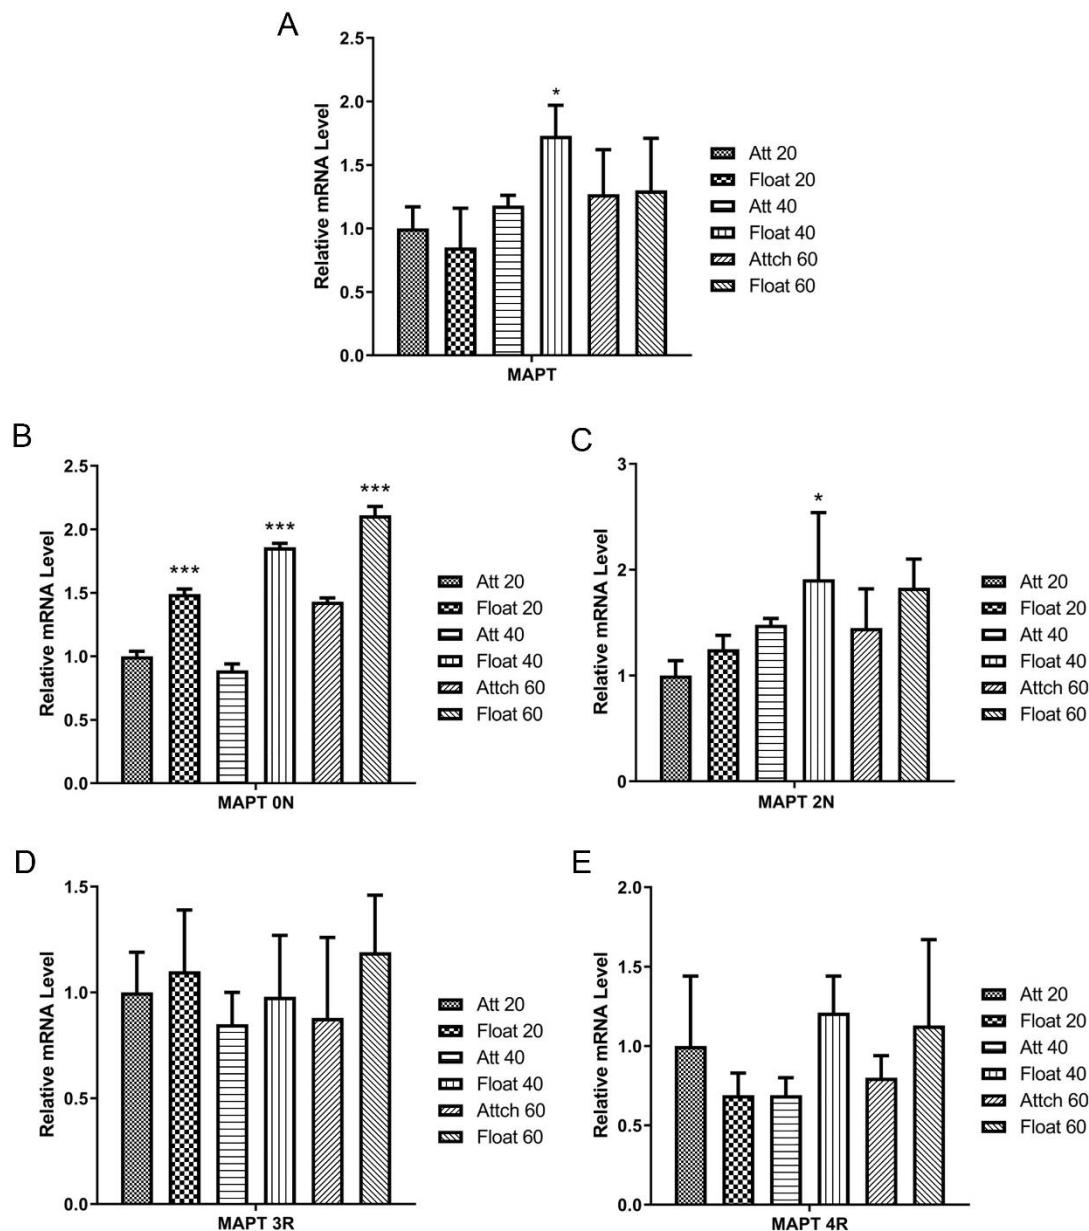 A
Relative mRNA Level
2.5
2.0
1.5
1.0
0.5
0.0
*
MAPT
Att 20
Float 20
Att 40
Float 40
Attch 60
Float 60
B
Relative mRNA Level
2.5
2.0
1.5
1.0
0.5
0.0
***
***
***
MAPT 0N
Att 20
Float 20
Att 40
Float 40
Attch 60
Float 60
C
Relative mRNA Level
3
2
1
0
*
MAPT 2N
Att 20
Float 20
Att 40
Float 40
Attch 60
Float 60
D
Relative mRNA Level
1.5
1.0
0.5
0.0
MAPT 3R
Att 20
Float 20
Att 40
Float 40
Attch 60
Float 60
E
Relative mRNA Level
2.0
1.5
1.0
0.5
0.0
MAPT 4R
Att 20
Float 20
Att 40
Float 40
Attch 60
Float 60